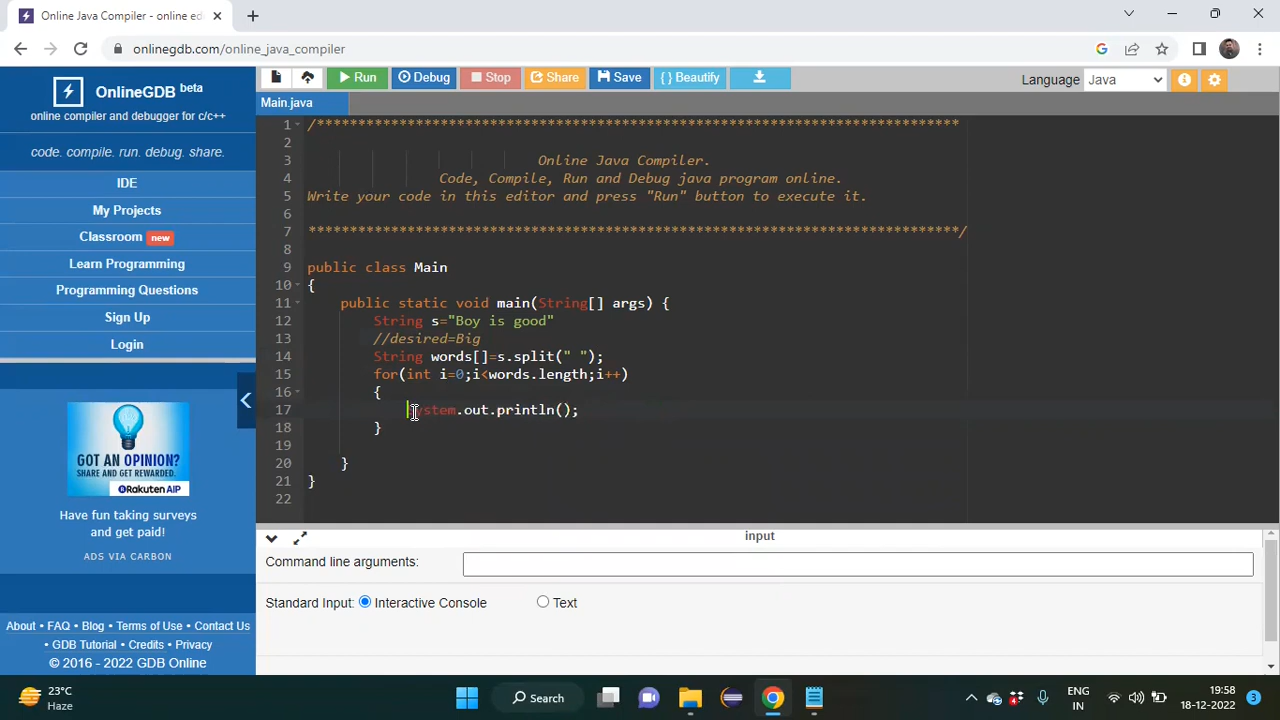 Online Java Compiler - online ed
onlinegdb.com/online_java_compiler
OnlineGDB beta
online compiler and debugger for c/c++
code. compile. run. debug. share.
IDE
My Projects
Classroom new
Learn Programming
Programming Questions
Sign Up
Login
GOT AN OPINION?
SHARE AND GET REWARDED.
Rakuten AIP
Have fun taking surveys
and get paid!
ADS VIA CARBON
About • FAQ • Blog • Terms of Use • Contact Us
• GDB Tutorial • Credits • Privacy
© 2016 - 2022 GDB Online
Run Debug Stop Share Save { } Beautify
Language Java
Main.java
1 /******************************************************************************
2
3 Online Java Compiler.
4 Code, Compile, Run and Debug java program online.
5 Write your code in this editor and press "Run" button to execute it.
6
7 *******************************************************************************/
8
9 public class Main
10 {
11 public static void main(String[] args) {
12 String s="Boy is good"
13 //desired=Big
14 String words[]=s.split(" ");
15 for(int i=0;i<words.length;i++)
16 {
17 System.out.println();
18 }
19
20 }
21 }
22
input
Command line arguments:
Standard Input: Interactive Console Text
23°C
Haze
Search
ENG
IN
19:58
18-12-2022
3